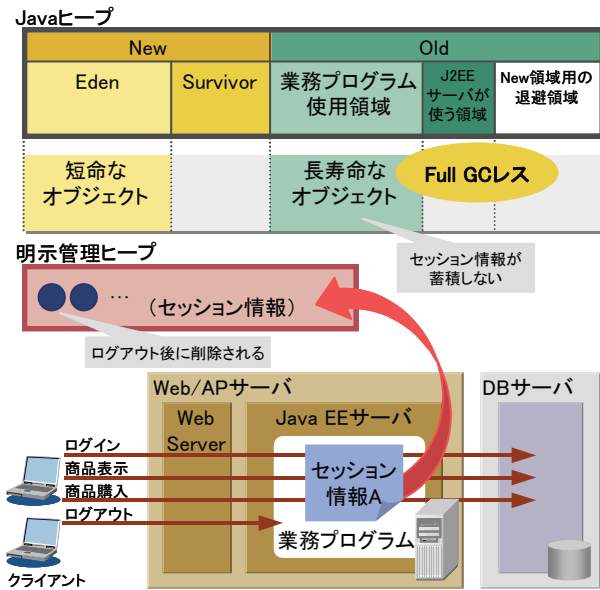 Javaヒープ
New
Old
Eden
Survivor
業務プログラム
使用領域
J2EE
サーバが
使う領域
New領域用の
退避領域
短命な
オブジェクト
長寿命な
オブジェクト
Full GCレス
セッション情報が
蓄積しない
明示管理ヒープ
… （セッション情報）
ログアウト後に削除される
Web/APサーバ
DBサーバ
Web
Server
Java EEサーバ
ログイン
商品表示
商品購入
ログアウト
セッション
情報A
業務プログラム
クライアント